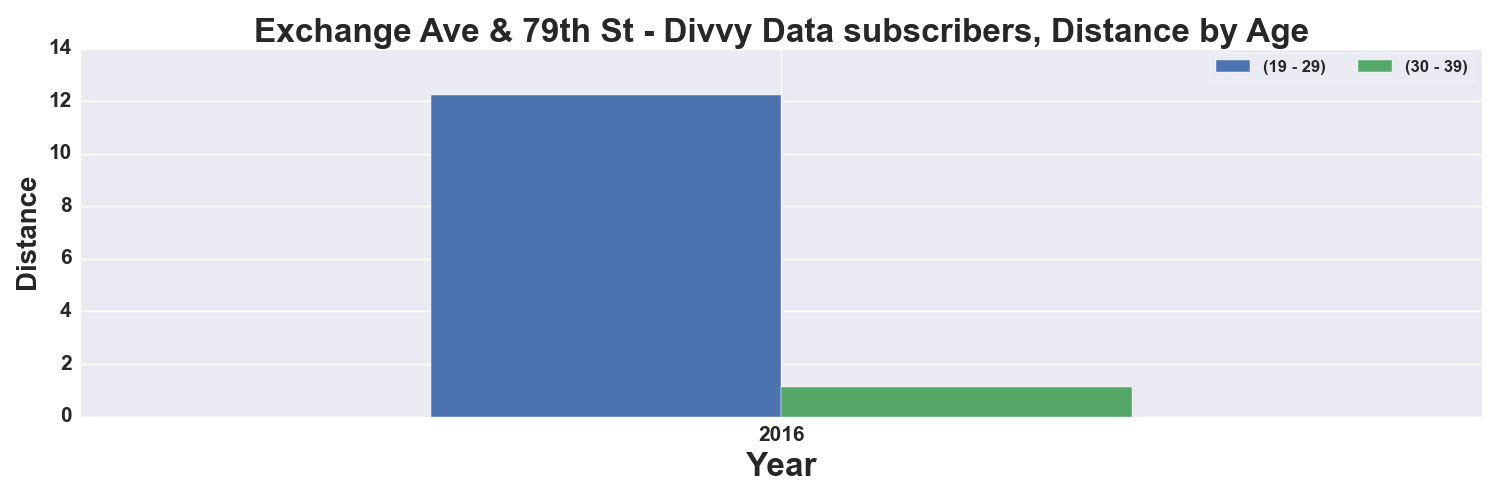 Exchange Ave & 79th St - Divvy Data subscribers, Distance by Age
14
(19 - 29) (30 - 39)
12
10
8
6
4
2
0
Distance
2016
Year